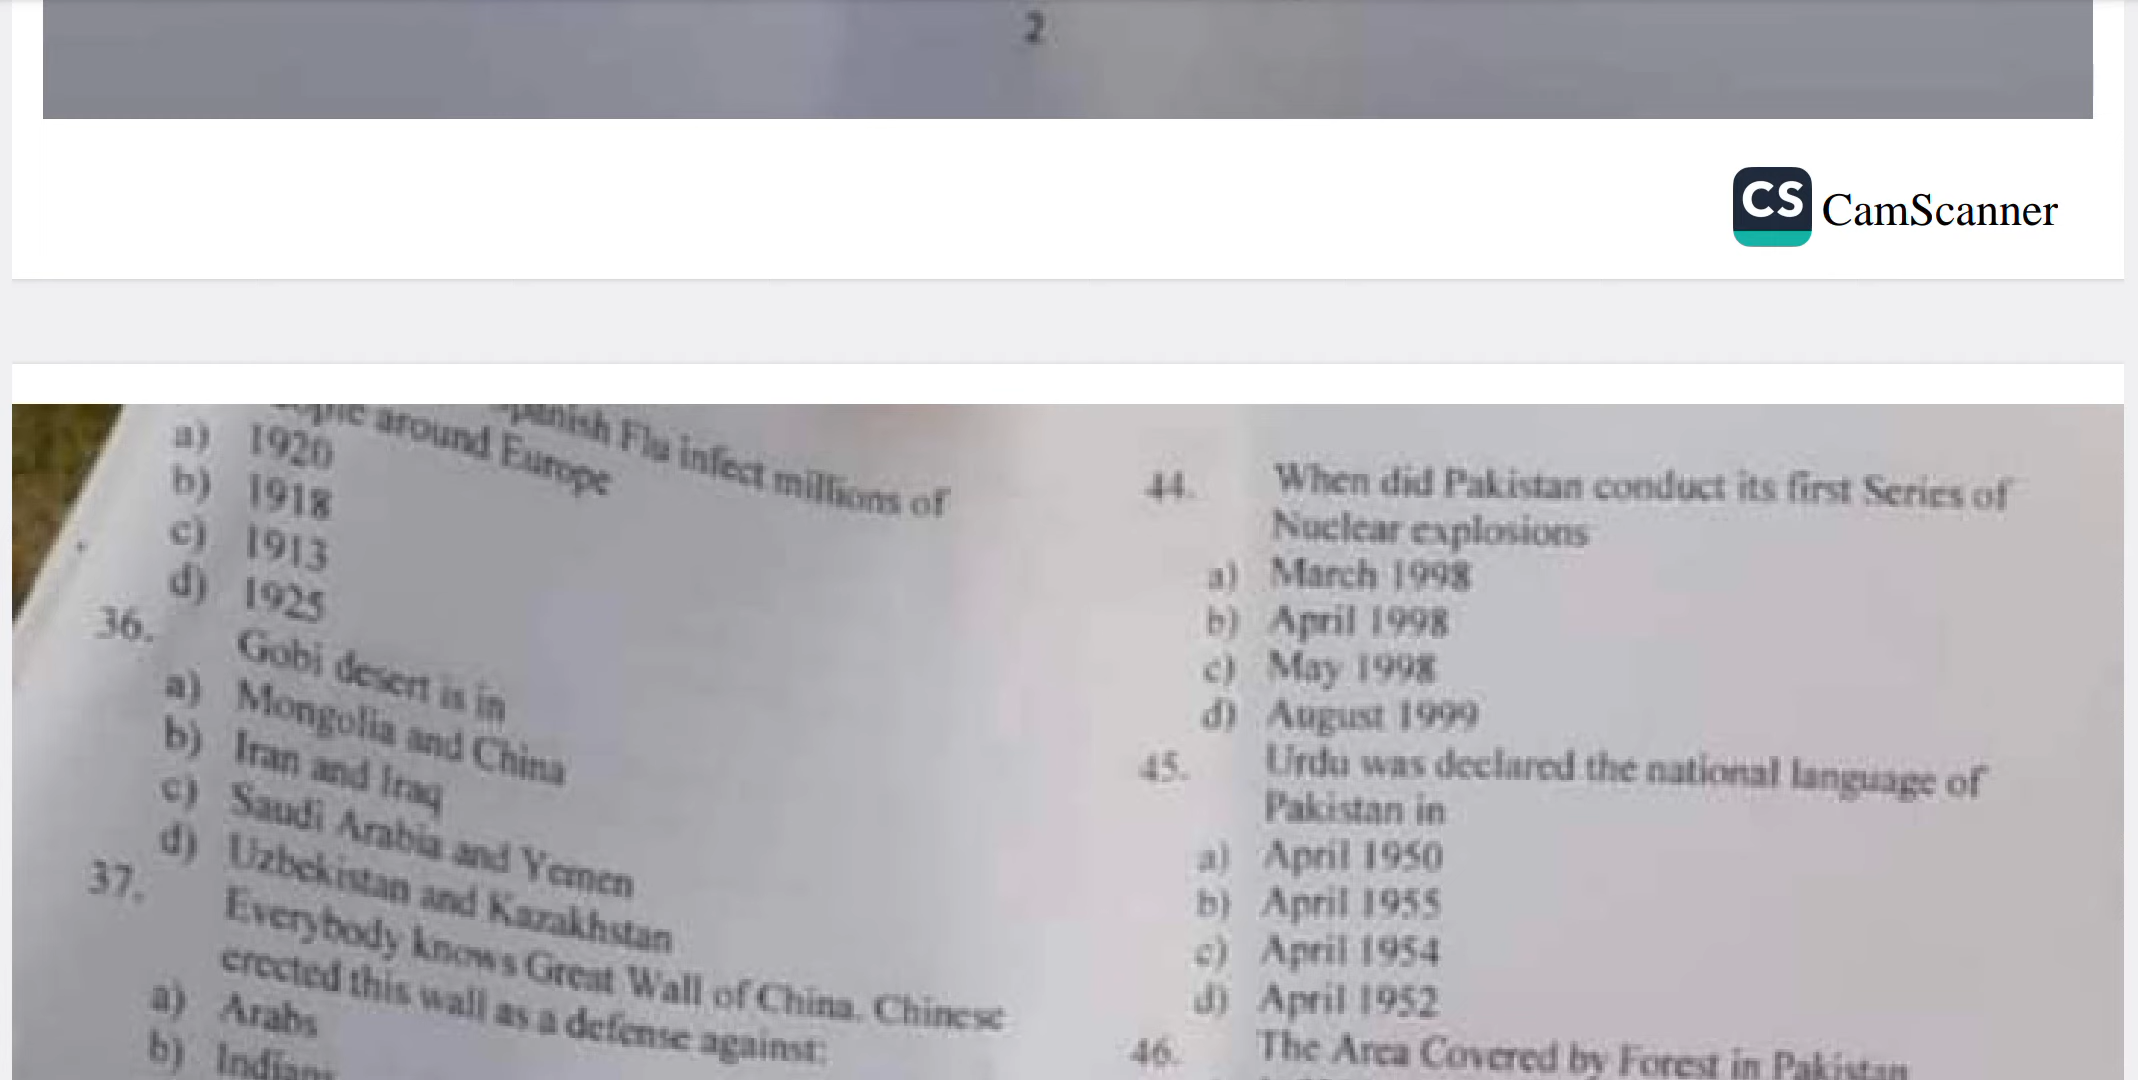 2
CS CamScanner
around Europe
Flu infect millions of
a) 1920
b) 1918
c) 1913
d) 1925
36. Gobi desert is in
a) Mongolia and China
b) Iran and Iraq
c) Saudi Arabia and Yemen
d) Uzbekistan and Kazakhstan
37. Everybody knows Great Wall of China. Chinese
erected this wall as a defense against:
a) Arabs
b) Indians
44. When did Pakistan conduct its first Series of
Nuclear explosions
a) March 1998
b) April 1998
c) May 1998
d) August 1999
45. Urdu was declared the national language of
Pakistan in
a) April 1950
b) April 1955
c) April 1954
d) April 1952
46. The Area Covered by Forest in Pakistan